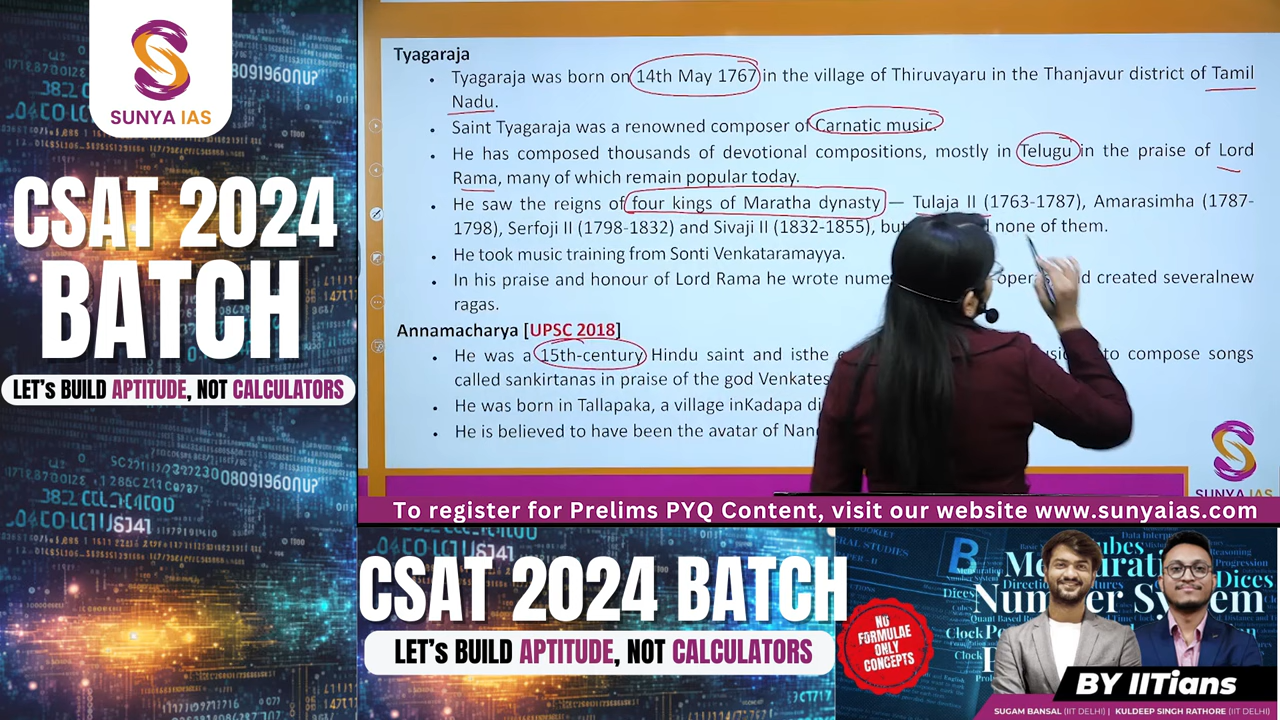 SUNYA IAS
CSAT 2024
BATCH
LET'S BUILD APTITUDE, NOT CALCULATORS
Tyagaraja
• Tyagaraja was born on 14th May 1767 in the village of Thiruvayaru in the Thanjavur district of Tamil
Nadu.
• Saint Tyagaraja was a renowned composer of Carnatic music.
• He has composed thousands of devotional compositions, mostly in Telugu in the praise of Lord
Rama, many of which remain popular today.
• He saw the reigns of four kings of Maratha dynasty — Tulaja II (1763-1787), Amarasimha (1787-
1798), Serfoji II (1798-1832) and Sivaji II (1832-1855), but none of them.
• He took music training from Sonti Venkataramayya.
• In his praise and honour of Lord Rama he wrote created severalnew
ragas.
Annamacharya [UPSC 2018]
• He was a 15th-century Hindu saint and isthe to compose songs
called sankirtanas in praise of the god
• He was born in Tallapaka, a village inKadapa
• He is believed to have been the avatar of
SUNYA IAS
To register for Prelims PYQ Content, visit our website www.sunyaias.com
CSAT 2024 BATCH
LET'S BUILD APTITUDE, NOT CALCULATORS
NO
FORMULAE
ONLY
CONCEPTS
Dices
Number System
Clock
BY IITians
SUGAM BANSAL (IIT DELHI) | KULDEEP SINGH RATHORE (IIT DELHI)